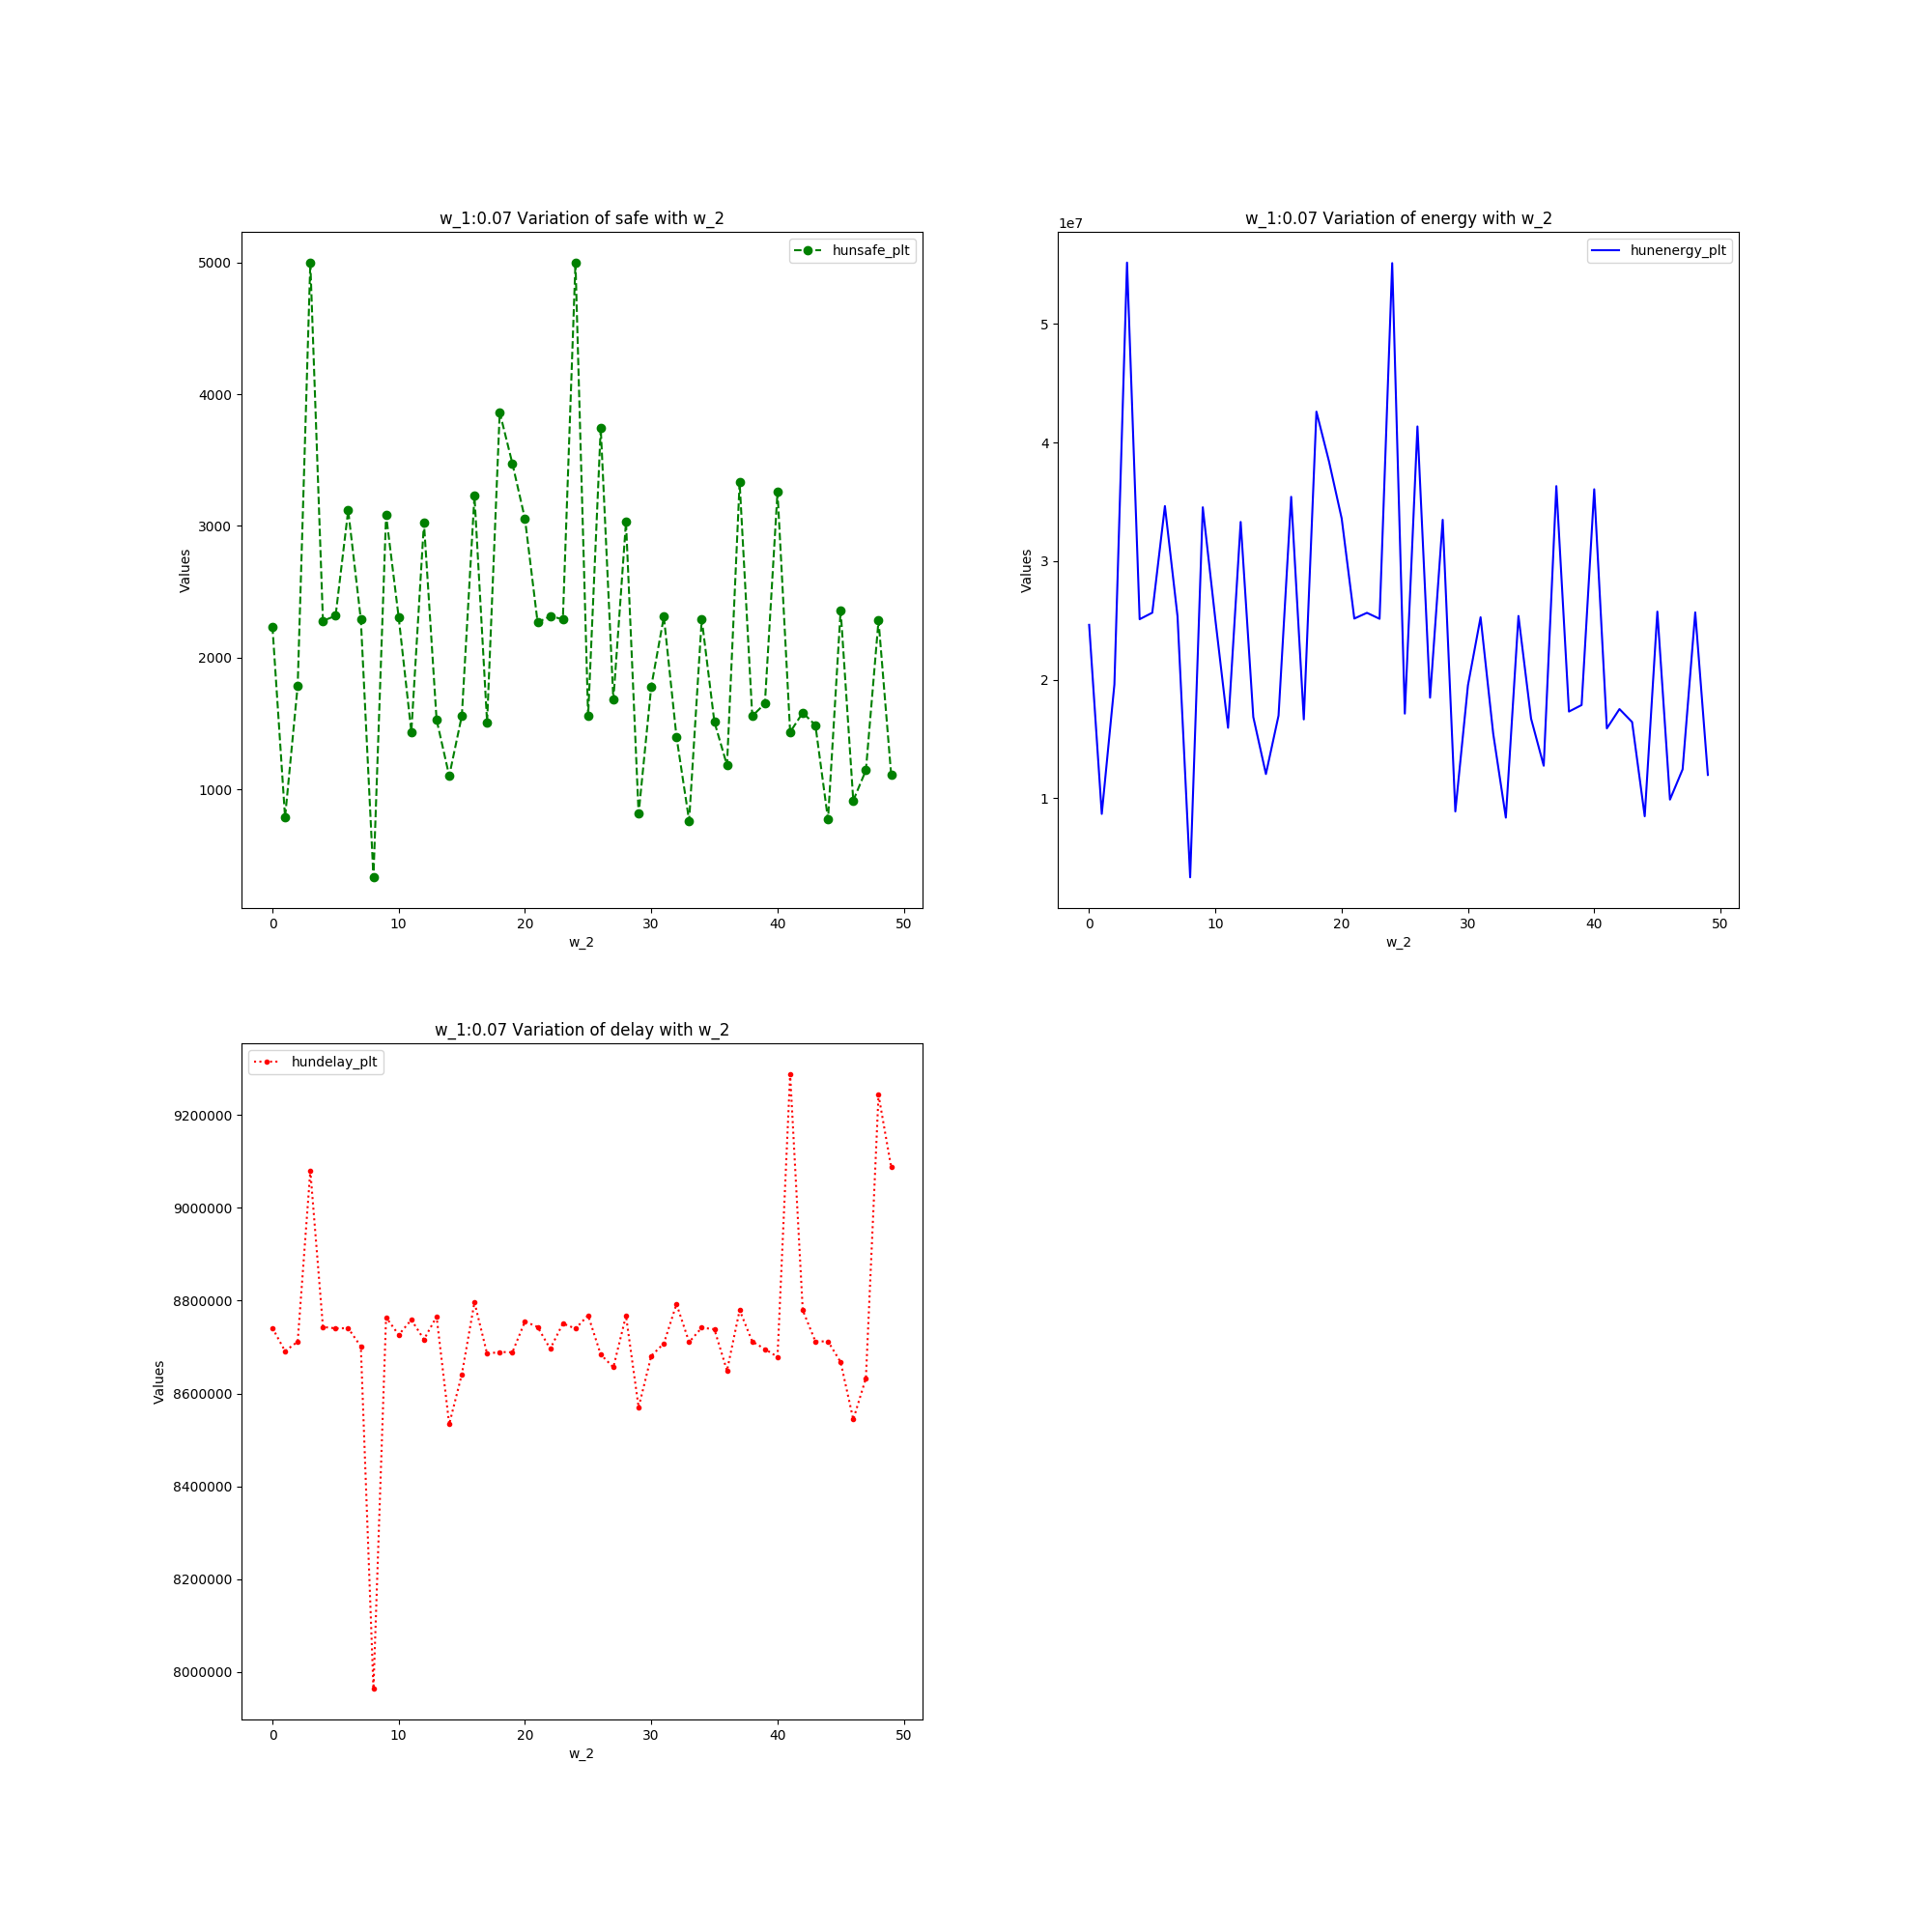 w_1:0.07 Variation of safe with w_2
hunsafe_plt
5000
4000
3000
2000
1000
Values
0 10 20 30 40 50
w_2
w_1:0.07 Variation of energy with w_2
1e7
hunenergy_plt
5
4
3
2
1
Values
0 10 20 30 40 50
w_2
w_1:0.07 Variation of delay with w_2
hundelay_plt
9200000
9000000
8800000
8600000
8400000
8200000
8000000
Values
0 10 20 30 40 50
w_2